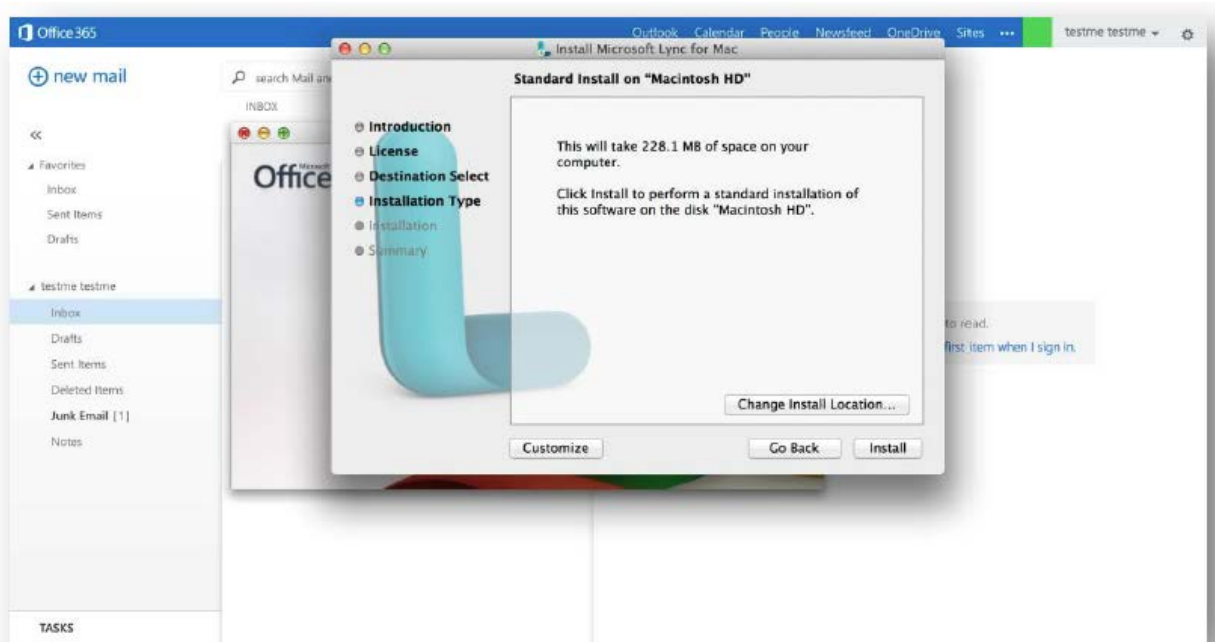 Office 365
Outlook Calendar People Newsfeed OneDrive Sites ••• testme testme
Install Microsoft Lync for Mac
new mail
search Mail an
Standard Install on "Macintosh HD"
INBOX
Favorites
Inbox
Sent Items
Drafts
testme testme
Inbox
Drafts
Sent Items
Deleted Items
Junk Email [1]
Notes
TASKS
Microsoft
Office
Introduction
License
Destination Select
Installation Type
Installation
Summary
This will take 228.1 MB of space on your
computer.
Click Install to perform a standard installation of
this software on the disk "Macintosh HD".
Change Install Location...
Customize Go Back Install
to read.
first item when I sign in.